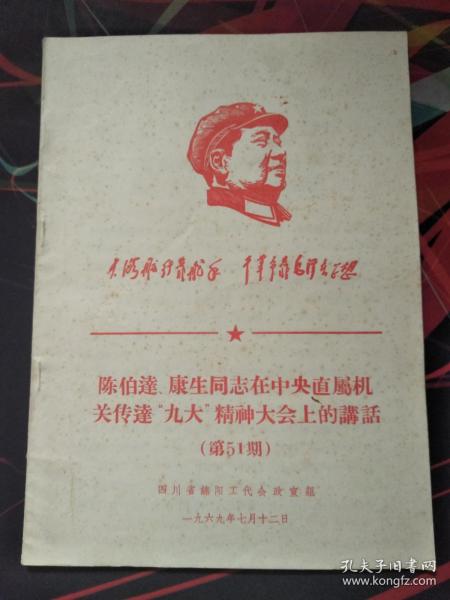 大海航行靠舵手 干革命靠毛泽东思想
陈伯達、康生同志在中央直屬机
关传達“九大”精神大会上的講話
(第51期)
四川省綿阳工代会政宣組
一九六九年七月十二日
孔夫子旧书网
www.kongfz.com